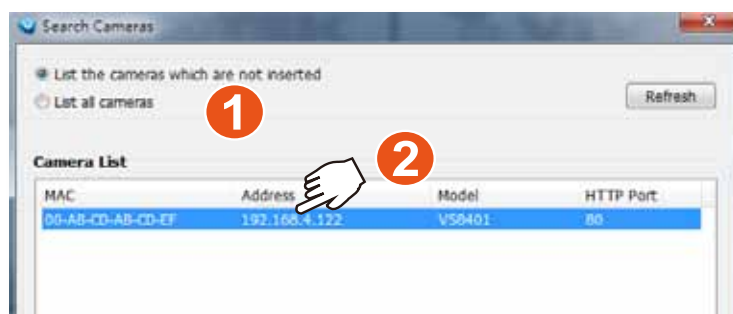 Search Cameras
List the cameras which are not inserted
List all cameras
1
Refresh
Camera List
2
MAC Address Model HTTP Port
00-AB-CD-AB-CD-EF 192.168.4.122 VS8401 80